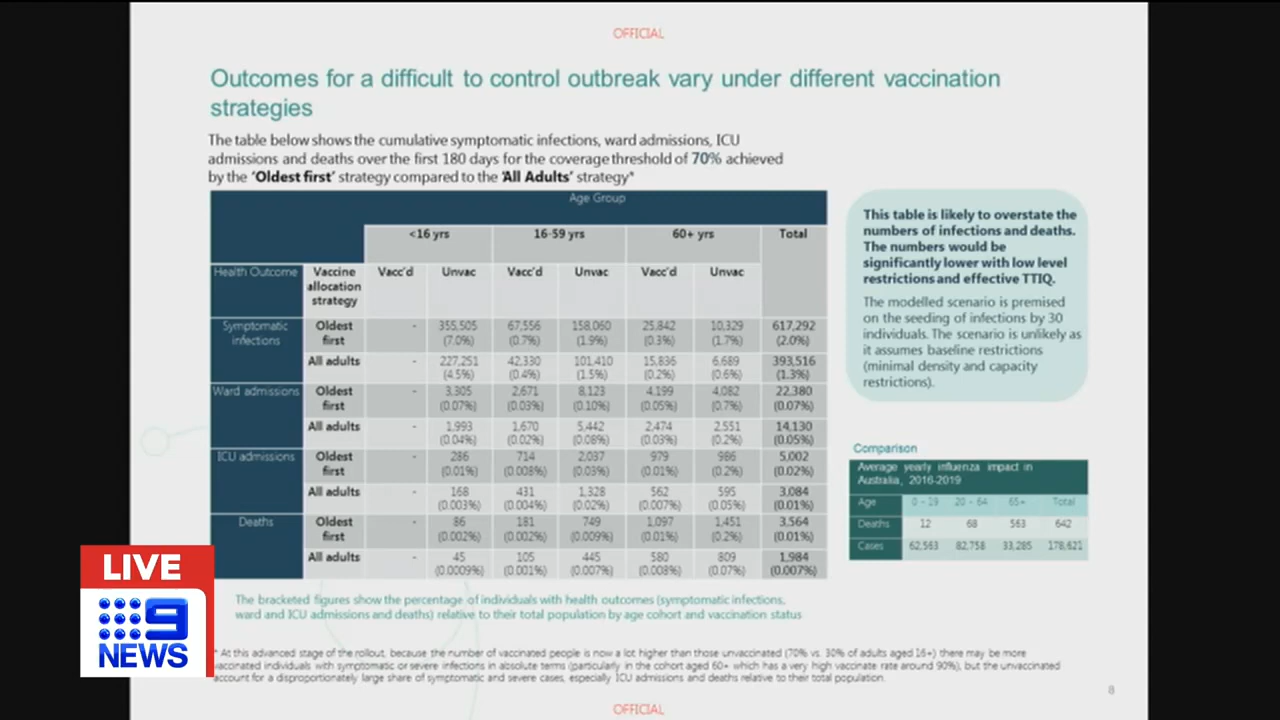 OFFICIAL
Outcomes for a difficult to control outbreak vary under different vaccination
strategies
The table below shows the cumulative symptomatic infections, ward admissions, ICU
admissions and deaths over the first 180 days for the coverage threshold of 70% achieved
by the 'Oldest first' strategy compared to the 'All Adults' strategy*
Age Group
<16 yrs 16-59 yrs 60+ yrs Total
Health Outcome Vaccine allocation strategy Vacc'd Unvac Vacc'd Unvac Vacc'd Unvac
Symptomatic infections Oldest first - 355,505 67,556 158,060 25,842 10,329 617,292
(7.0%) (0.7%) (1.9%) (0.3%) (1.7%) (2.0%)
All adults - 227,251 42,330 101,410 15,836 6,689 393,516
(4.5%) (0.4%) (1.5%) (0.2%) (0.6%) (1.3%)
Ward admissions Oldest first - 3,305 2,671 8,123 4,199 4,082 22,380
(0.07%) (0.03%) (0.10%) (0.05%) (0.7%) (0.07%)
All adults - 1,993 1,670 5,442 2,474 2,551 14,130
(0.04%) (0.02%) (0.08%) (0.03%) (0.2%) (0.05%)
ICU admissions Oldest first - 286 714 2,037 979 986 5,002
(0.01%) (0.008%) (0.03%) (0.01%) (0.2%) (0.02%)
All adults - 168 431 1,328 562 595 3,084
(0.003%) (0.004%) (0.02%) (0.007%) (0.05%) (0.01%)
Deaths Oldest first - 86 181 749 1,097 1,451 3,564
(0.002%) (0.002%) (0.009%) (0.01%) (0.2%) (0.01%)
All adults - 45 105 445 580 809 1,984
(0.0009%) (0.001%) (0.007%) (0.008%) (0.07%) (0.007%)
The bracketed figures show the percentage of individuals with health outcomes (symptomatic infections,
ward and ICU admissions and deaths) relative to their total population by age cohort and vaccination status
This table is likely to overstate the
numbers of infections and deaths.
The numbers would be
significantly lower with low level
restrictions and effective TTIQ.
The modelled scenario is premised
on the seeding of infections by 30
individuals. The scenario is unlikely as
it assumes baseline restrictions
(minimal density and capacity
restrictions).
Comparison
Average yearly influenza impact in
Australia, 2016-2019
Age 0 - 19 20 - 64 65+ Total
Deaths 12 68 563 642
Cases 62,563 82,758 33,285 178,621
* At this advanced stage of the rollout, because the number of vaccinated people is now a lot higher than those unvaccinated (70% vs. 30% of adults aged 16+) there may be more
vaccinated individuals with symptomatic or severe infections in absolute terms (particularly in the cohort aged 60+ which has a very high vaccinate rate around 90%), but the unvaccinated
account for a disproportionately large share of symptomatic and severe cases, especially ICU admissions and deaths relative to their total population.
8
OFFICIAL
LIVE
9
NEWS